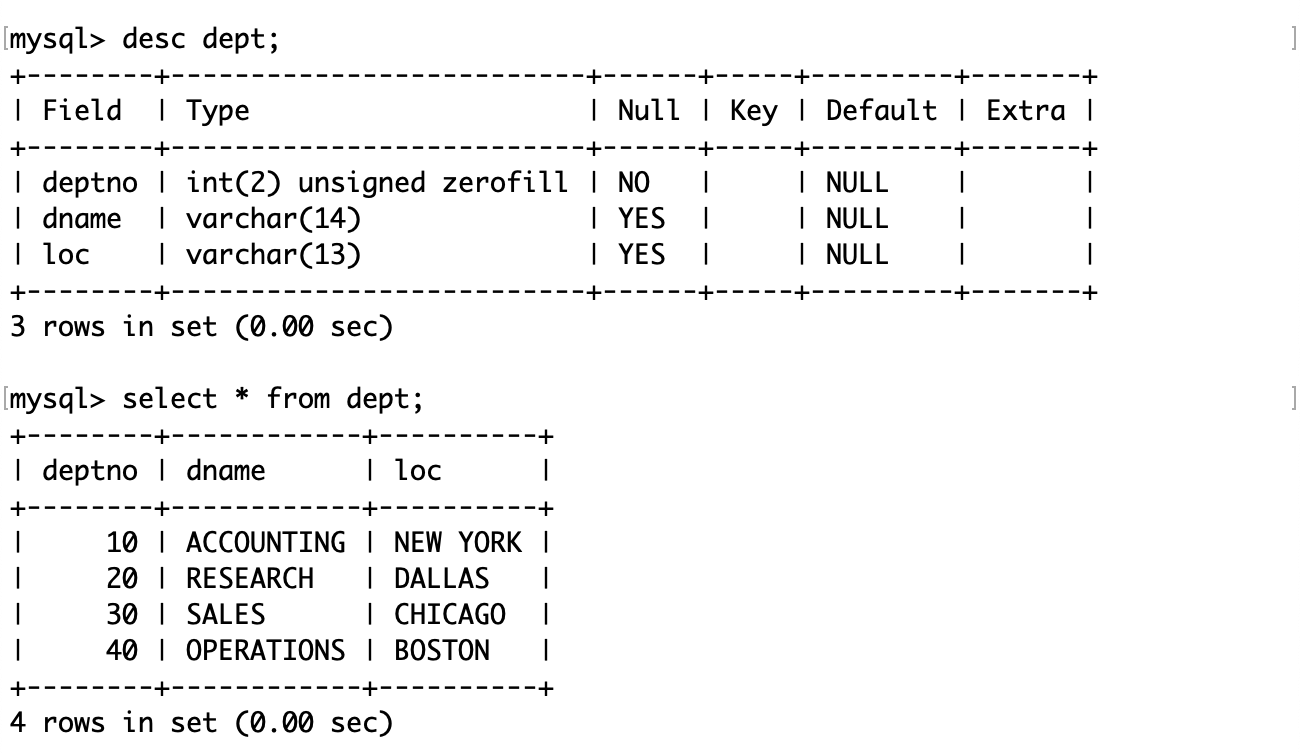 [mysql> desc dept; ]
+--------+--------------------------+------+-----+---------+-------+
| Field  | Type                     | Null | Key | Default | Extra |
+--------+--------------------------+------+-----+---------+-------+
| deptno | int(2) unsigned zerofill | NO   |     | NULL    |       |
| dname  | varchar(14)              | YES  |     | NULL    |       |
| loc    | varchar(13)              | YES  |     | NULL    |       |
+--------+--------------------------+------+-----+---------+-------+
3 rows in set (0.00 sec)
[mysql> select * from dept; ]
+--------+------------+----------+
| deptno | dname      | loc      |
+--------+------------+----------+
|     10 | ACCOUNTING | NEW YORK |
|     20 | RESEARCH   | DALLAS   |
|     30 | SALES      | CHICAGO  |
|     40 | OPERATIONS | BOSTON   |
+--------+------------+----------+
4 rows in set (0.00 sec)